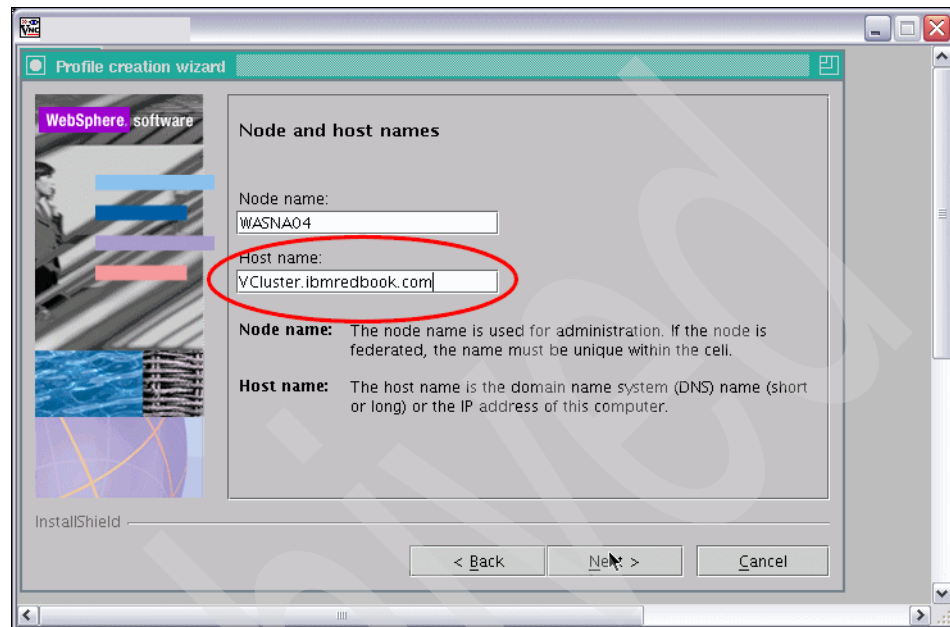 VNC
Profile creation wizard
WebSphere. software
Node and host names
Node name:
WASNA04
Host name:
VCluster.ibmredbook.com
Node name: The node name is used for administration. If the node is
federated, the name must be unique within the cell.
Host name: The host name is the domain name system (DNS) name (short
or long) or the IP address of this computer.
InstallShield
< Back
Next >
Cancel